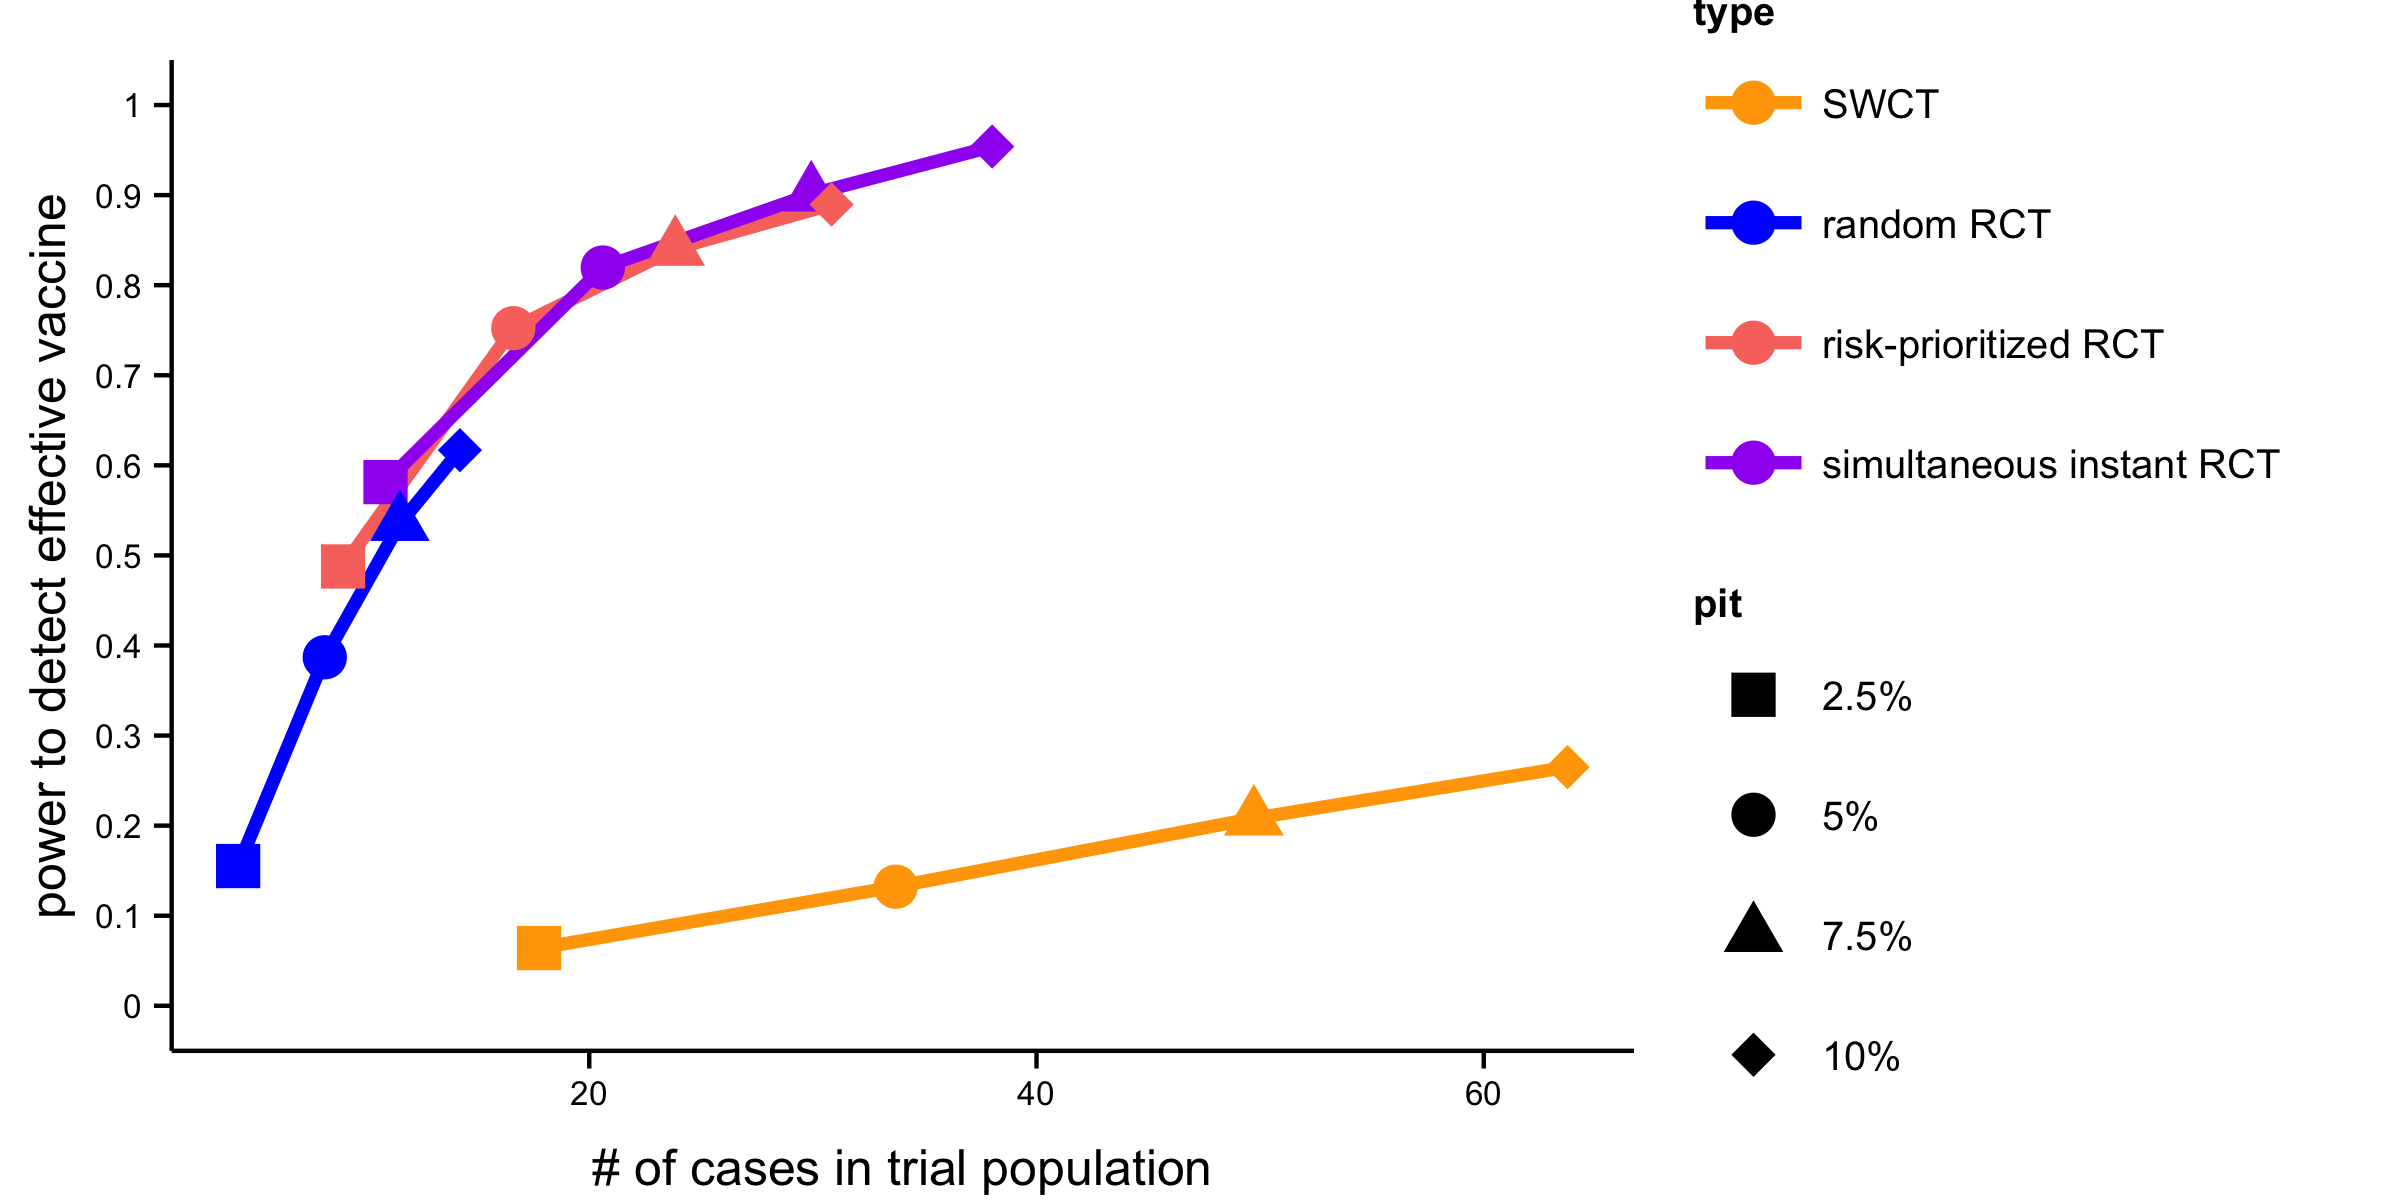 type
SWCT
random RCT
risk-prioritized RCT
simultaneous instant RCT
pit
2.5%
5%
7.5%
10%
power to detect effective vaccine
1
0.9
0.8
0.7
0.6
0.5
0.4
0.3
0.2
0.1
0
20 40 60
# of cases in trial population